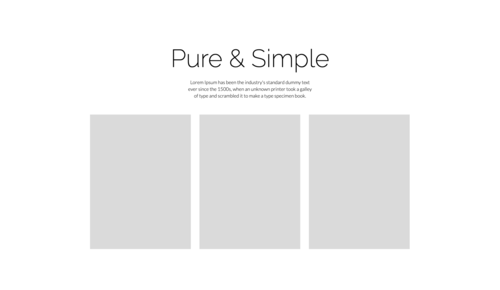 Pure & Simple
Lorem Ipsum has been the industry's standard dummy text
ever since the 1500s, when an unknown printer took a galley
of type and scrambled it to make a type specimen book.